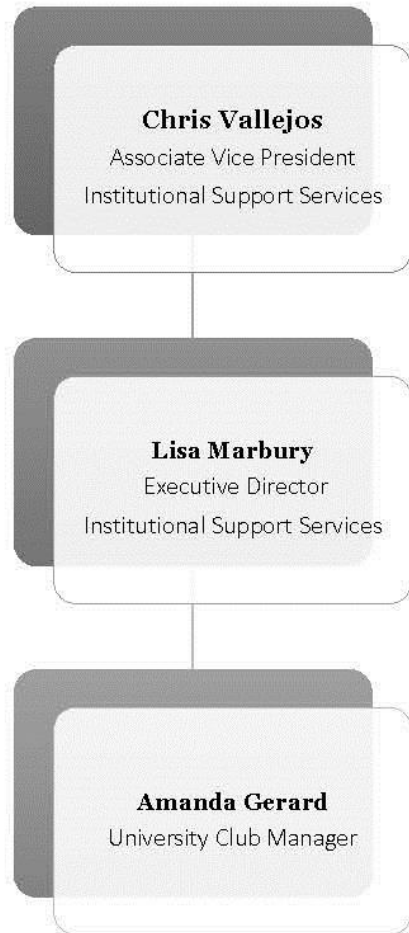 Chris Vallejos
Associate Vice President
Institutional Support Services
Lisa Marbury
Executive Director
Institutional Support Services
Amanda Gerard
University Club Manager